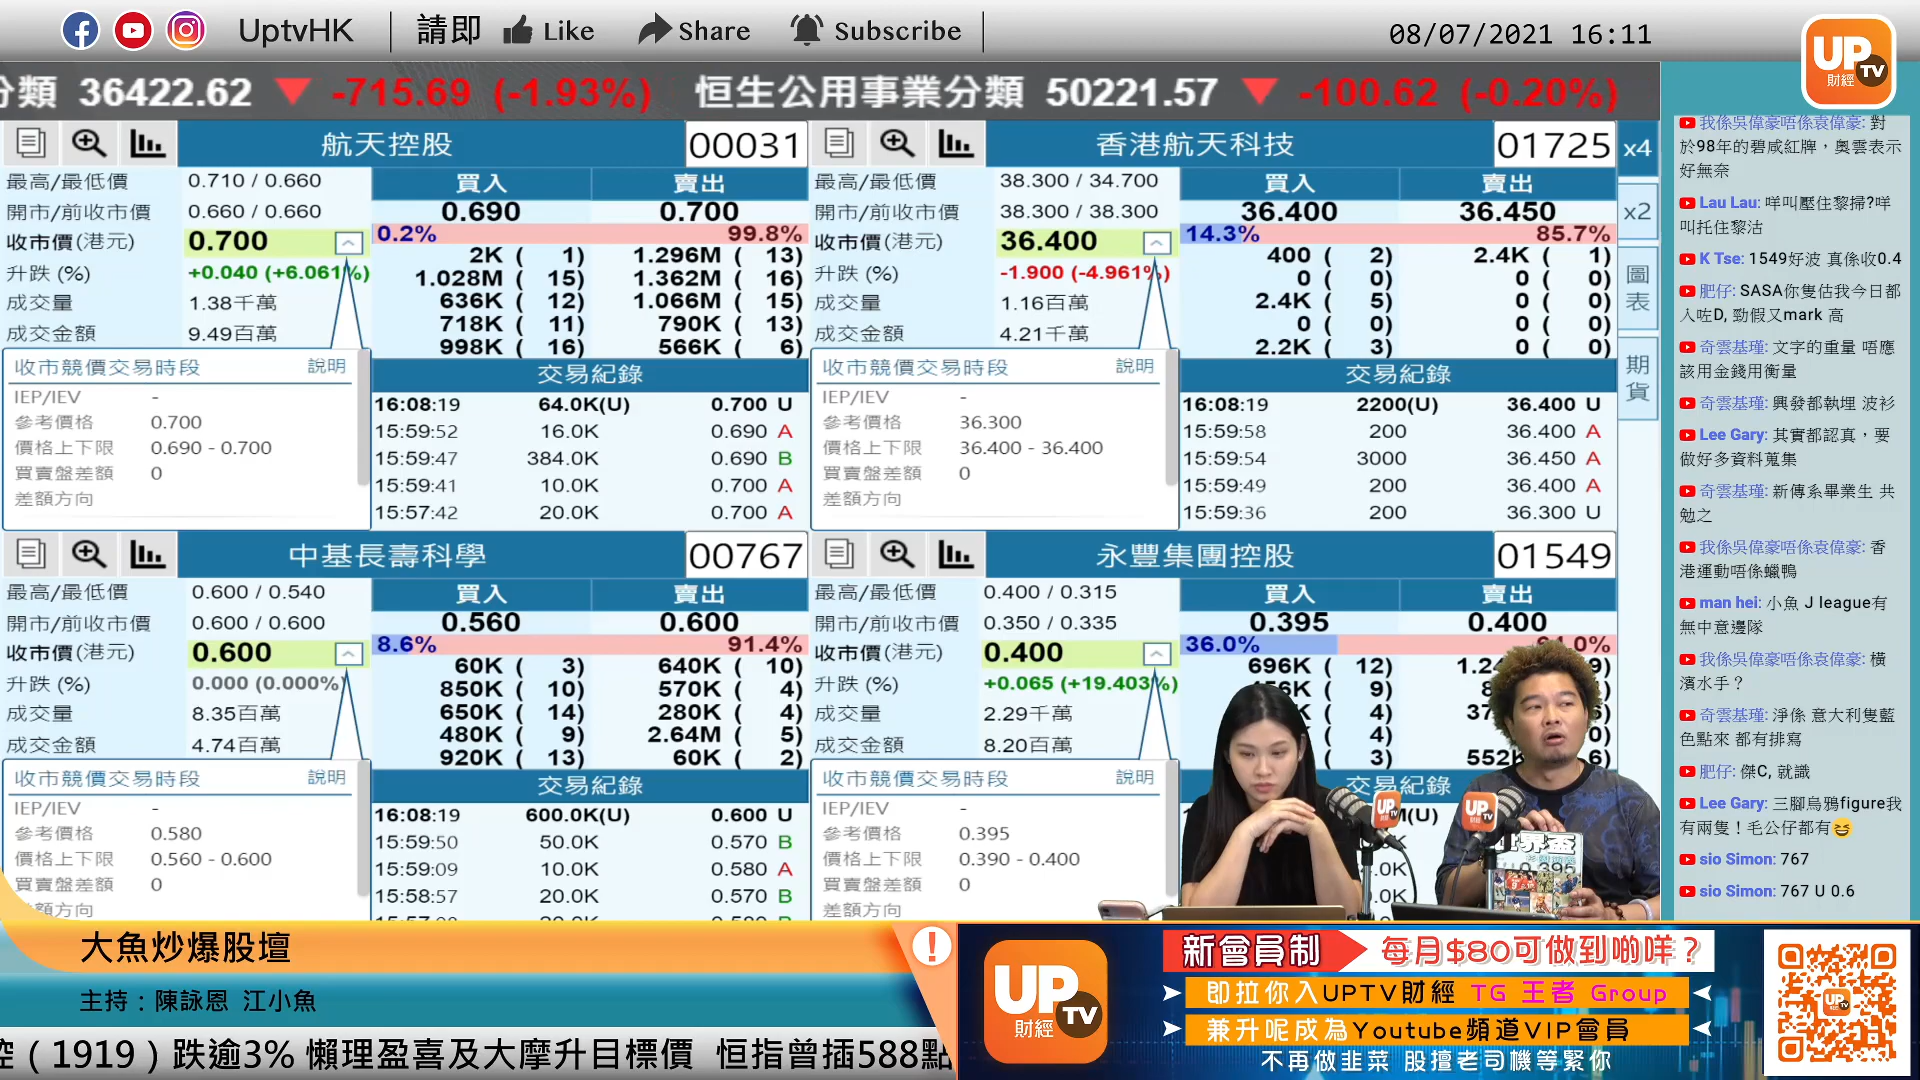 UptvHK 請即 Like Share Subscribe 08/07/2021 16:11
UP TV 財經
分類 36422.62 -715.69 (-1.93%) 恒生公用事業分類 50221.57 -100.62 (-0.20%)
航天控股 00031
最高/最低價 0.710 / 0.660
開市/前收市價 0.660 / 0.660
收市價(港元) 0.700
升跌 (%) +0.040 (+6.061%)
成交量 1.38千萬
成交金額 9.49百萬
買入 賣出
0.690 0.700
0.2% 99.8%
2K ( 1) 1.296M ( 13)
1.028M ( 15) 1.362M ( 16)
636K ( 12) 1.066M ( 15)
718K ( 11) 790K ( 13)
998K ( 16) 566K ( 6)
收市競價交易時段 說明
IEP/IEV -
參考價格 0.700
價格上下限 0.690 - 0.700
買賣盤差額 0
差額方向
交易紀錄
16:08:19 64.0K(U) 0.700 U
15:59:52 16.0K 0.690 A
15:59:47 384.0K 0.690 B
15:59:41 10.0K 0.700 A
15:57:42 20.0K 0.700 A
香港航天科技 01725
最高/最低價 38.300 / 34.700
開市/前收市價 38.300 / 38.300
收市價(港元) 36.400
升跌 (%) -1.900 (-4.961%)
成交量 1.16百萬
成交金額 4.21千萬
買入 賣出
36.400 36.450
14.3% 85.7%
400 ( 2) 2.4K ( 1)
0 ( 0) 0 ( 0)
2.4K ( 5) 0 ( 0)
0 ( 0) 0 ( 0)
2.2K ( 3) 0 ( 0)
收市競價交易時段 說明
IEP/IEV -
參考價格 36.300
價格上下限 36.400 - 36.400
買賣盤差額 0
差額方向
交易紀錄
16:08:19 2200(U) 36.400 U
15:59:58 200 36.400 A
15:59:54 3000 36.450 A
15:59:49 200 36.400 A
15:59:36 200 36.300 U
x4
x2
圖表
期貨
中基長壽科學 00767
最高/最低價 0.600 / 0.540
開市/前收市價 0.600 / 0.600
收市價(港元) 0.600
升跌 (%) 0.000 (0.000%)
成交量 8.35百萬
成交金額 4.74百萬
買入 賣出
0.560 0.600
8.6% 91.4%
60K ( 3) 640K ( 10)
850K ( 10) 570K ( 4)
650K ( 14) 280K ( 4)
480K ( 9) 2.64M ( 5)
920K ( 13) 60K ( 2)
收市競價交易時段 說明
IEP/IEV -
參考價格 0.580
價格上下限 0.560 - 0.600
買賣盤差額 0
額方向
交易紀錄
16:08:19 600.0K(U) 0.600 U
15:59:50 50.0K 0.570 B
15:59:09 10.0K 0.580 A
15:58:57 20.0K 0.570 B
永豐集團控股 01549
最高/最低價 0.400 / 0.315
開市/前收市價 0.350 / 0.335
收市價(港元) 0.400
升跌 (%) +0.065 (+19.403%)
成交量 2.29千萬
成交金額 8.20百萬
買入 賣出
0.395 0.400
36.0%
696K ( 12)
( 9)
( 4)
( 4)
( 3)
收市競價交易時段 說明
IEP/IEV -
參考價格 0.395
價格上下限 0.390 - 0.400
買賣盤差額 0
差額方向
交易紀錄
界盃
我係吳偉豪唔係袁偉豪: 對
於98年的碧咸紅牌，奧雲表示
好無奈
Lau Lau: 咩叫壓住黎掃?咩
叫托住黎沽
K Tse: 1549好波 真係收0.4
肥仔: SASA你隻估我今日都
入咗D, 勁假又mark 高
奇雲基瑾: 文字的重量 唔應
該用金錢用衡量
奇雲基瑾: 興發都執埋 波衫
Lee Gary: 其實都認真，要
做好多資料蒐集
奇雲基瑾: 新傳系畢業生 共
勉之
我係吳偉豪唔係袁偉豪: 香
港運動唔係蠟鴨
man hei: 小魚 J league有
無中意邊隊
我係吳偉豪唔係袁偉豪: 橫
濱水手？
奇雲基瑾: 淨係 意大利隻藍
色點來 都有排寫
肥仔: 傑C, 就識
Lee Gary: 三腳烏鴉figure我
有兩隻！毛公仔都有😆
sio Simon: 767
sio Simon: 767 U 0.6
大魚炒爆股壇
主持：陳詠恩 江小魚
控（1919）跌逾3% 懶理盈喜及大摩升目標價 恒指曾插588點
UP TV 財經
新會員制 每月$80可做到啲咩？
即拉你入UPTV財經 TG 王者 Group
兼升呢成為Youtube頻道VIP會員
不再做韭菜 股擅老司機等緊你